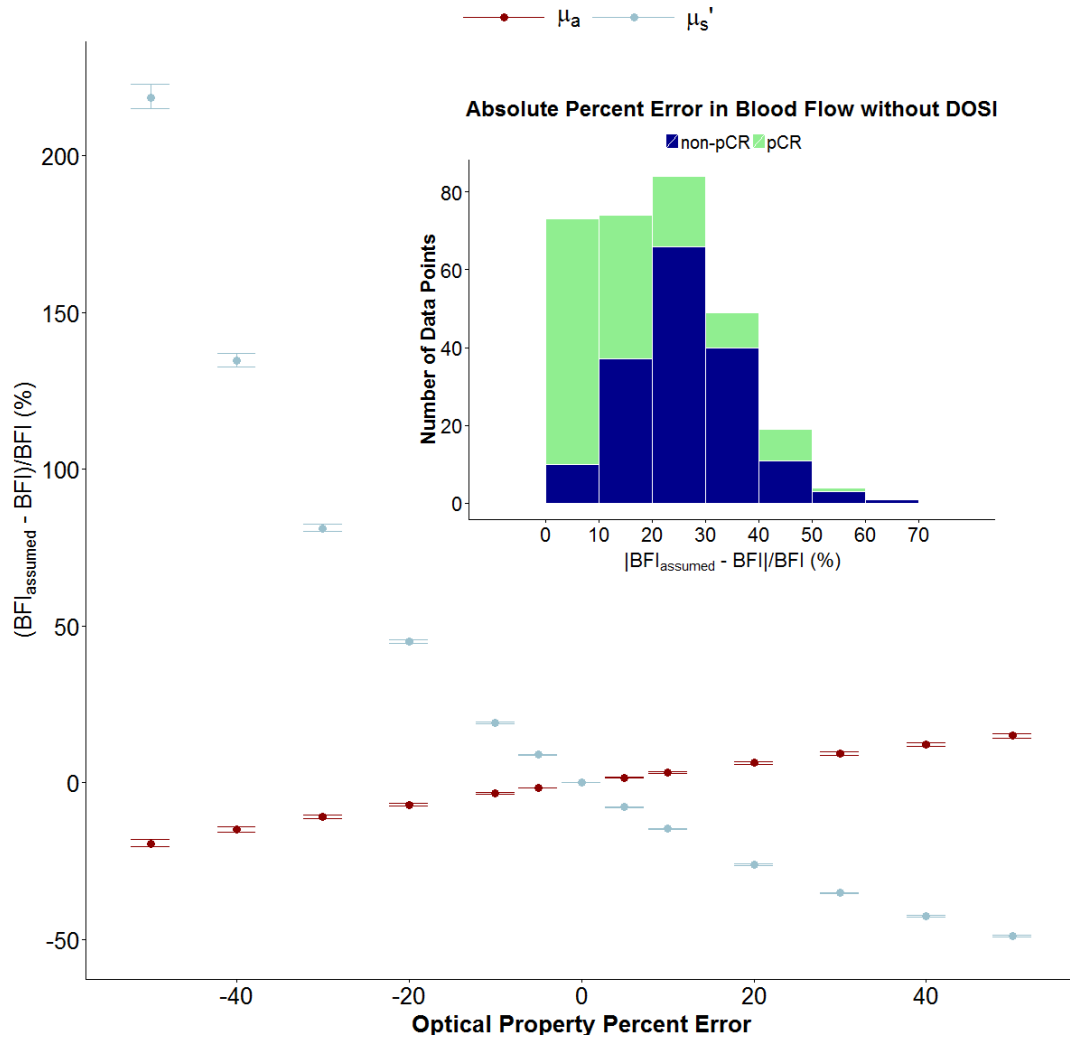 μa μs'
Absolute Percent Error in Blood Flow without DOSI
non-pCR pCR
Number of Data Points
80
60
40
20
0
0 10 20 30 40 50 60 70
|BFIassumed - BFI|/BFI (%)
(BFIassumed - BFI)/BFI (%)
200
150
100
50
0
-50
-40 -20 0 20 40
Optical Property Percent Error